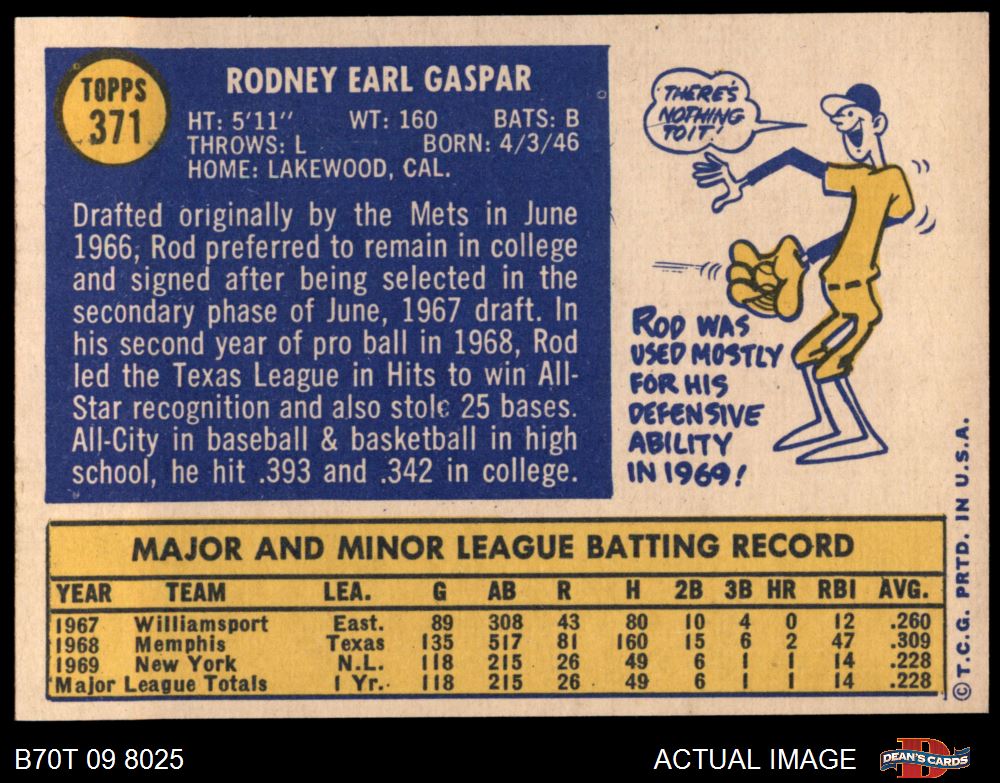 TOPPS
371
RODNEY EARL GASPAR
HT: 5'11" WT: 160 BATS: B
THROWS: L BORN: 4/3/46
HOME: LAKEWOOD, CAL.
Drafted originally by the Mets in June
1966, Rod preferred to remain in college
and signed after being selected in the
secondary phase of June, 1967 draft. In
his second year of pro ball in 1968, Rod
led the Texas League in Hits to win All-
Star recognition and also stole 25 bases.
All-City in baseball & basketball in high
school, he hit .393 and .342 in college.
THERE'S
NOTHING
TO IT!
ROD WAS
USED MOSTLY
FOR HIS
DEFENSIVE
ABILITY
IN 1969!
MAJOR AND MINOR LEAGUE BATTING RECORD
YEAR TEAM LEA. G AB R H 2B 3B HR RBI AVG.
1967 Williamsport East. 89 308 43 80 10 4 0 12 .260
1968 Memphis Texas 135 517 81 160 15 6 2 47 .309
1969 New York N.L. 118 215 26 49 6 1 1 14 .228
Major League Totals 1 Yr. 118 215 26 49 6 1 1 14 .228
© T.C.G. PRTD. IN U.S.A.
B70T 09 8025
ACTUAL IMAGE
DEAN'S CARDS